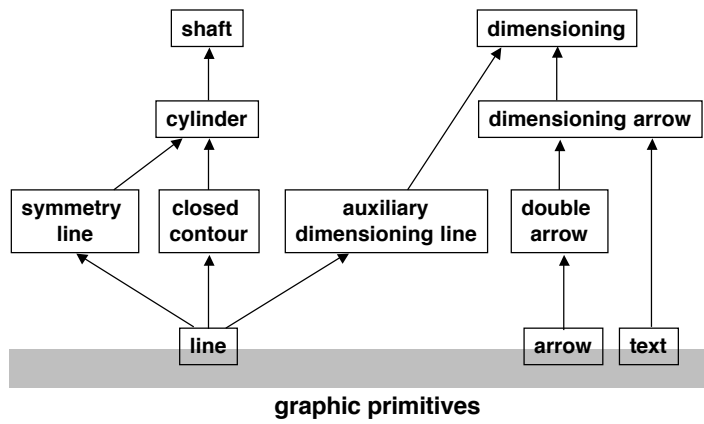 shaft
dimensioning
cylinder
dimensioning arrow
symmetry
line
closed
contour
auxiliary
dimensioning line
double
arrow
line
arrow
text
graphic primitives